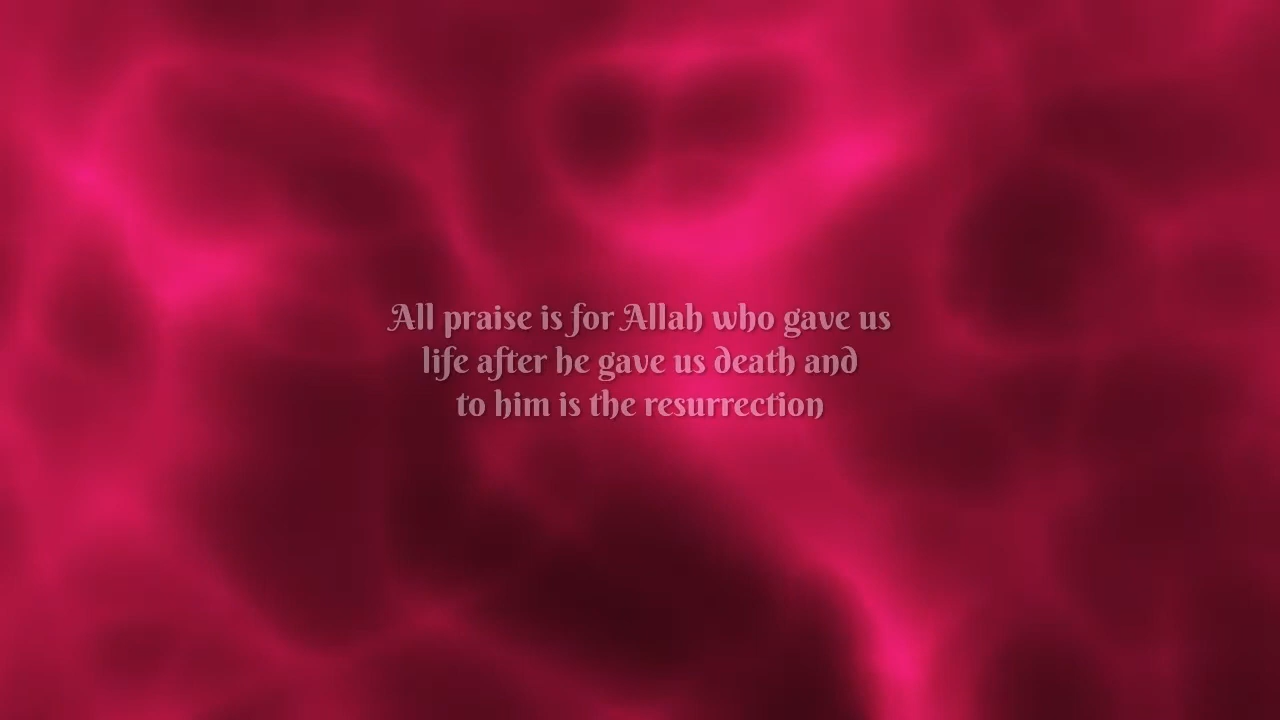 All praise is for Allah who gave us
life after he gave us death and
to him is the resurrection